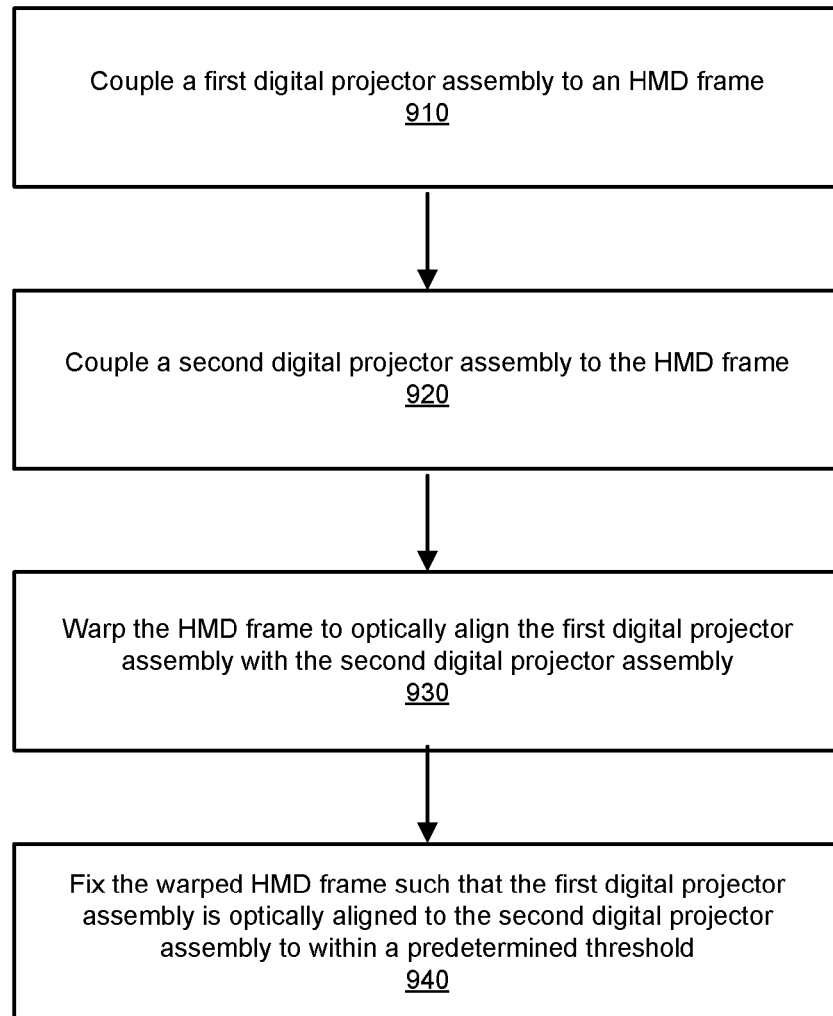 Couple a first digital projector assembly to an HMD frame
910
Couple a second digital projector assembly to the HMD frame
920
Warp the HMD frame to optically align the first digital projector
assembly with the second digital projector assembly
930
Fix the warped HMD frame such that the first digital projector
assembly is optically aligned to the second digital projector
assembly to within a predetermined threshold
940